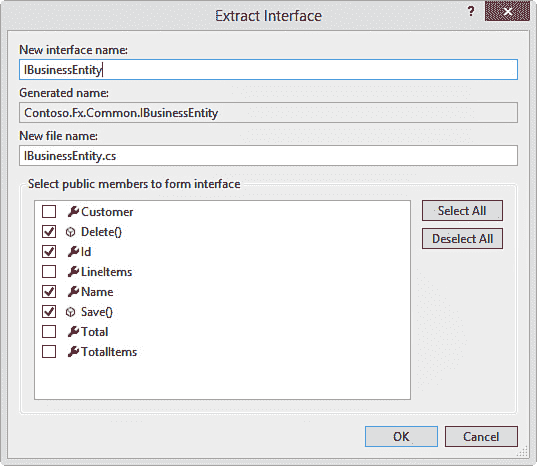 Extract Interface
?
New interface name:
IBusinessEntity
Generated name:
Contoso.Fx.Common.IBusinessEntity
New file name:
IBusinessEntity.cs
Select public members to form interface
Customer
Delete()
Id
LineItems
Name
Save()
Total
TotalItems
Select All
Deselect All
OK
Cancel